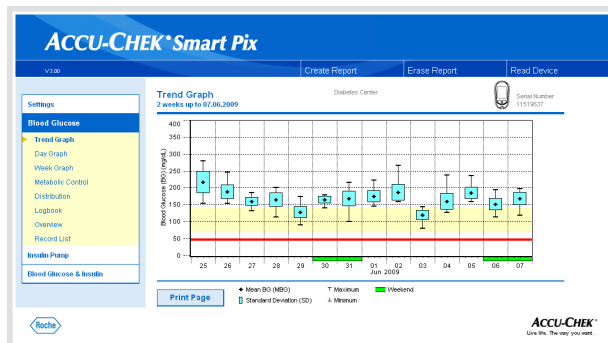 ACCU-CHEK® Smart Pix
V3.00
Create Report
Erase Report
Read Device
Settings
Blood Glucose
Trend Graph
Day Graph
Week Graph
Metabolic Control
Distribution
Logbook
Overview
Record List
Insulin Pump
Blood Glucose & Insulin
Trend Graph
2 weeks up to 07.06.2009
Diabetes Center
Serial Number
11519637
Blood Glucose (BG) (mg/dL)
400
350
300
250
200
150
100
50
0
25 26 27 28 29 30 31 01 02 03 04 05 06 07
Jun 2009
Print Page
Mean BG (MBG)
Maximum
Weekend
Standard Deviation (SD)
Minimum
Roche
ACCU-CHEK®
Live life. The way you want.